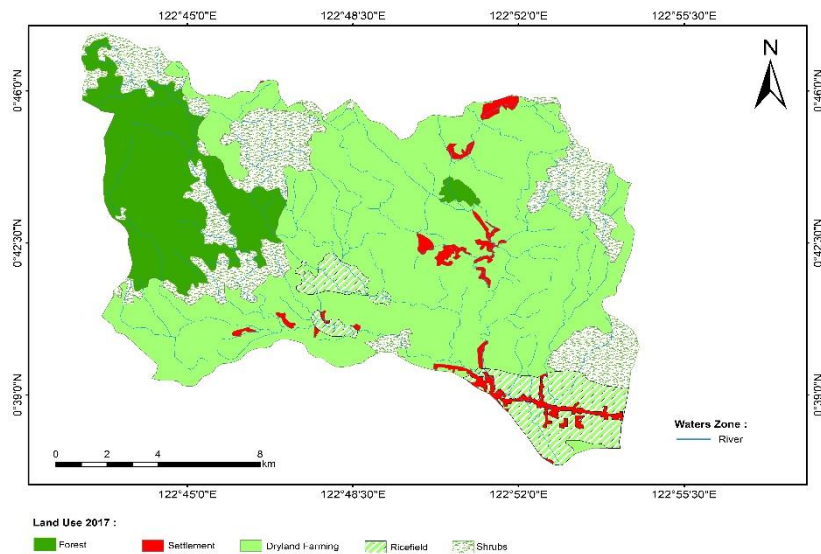 122°45'0"E 122°48'30"E 122°52'0"E 122°55'30"E
N
0°46'0"N 0°46'0"N
0°42'30"N 0°42'30"N
0°39'0"N 0°39'0"N
Waters Zone :
River
0 2 4 8
km
122°45'0"E 122°48'30"E 122°52'0"E 122°55'30"E
Land Use 2017 :
Forest Settlement Dryland Farming Ricefield Shrubs